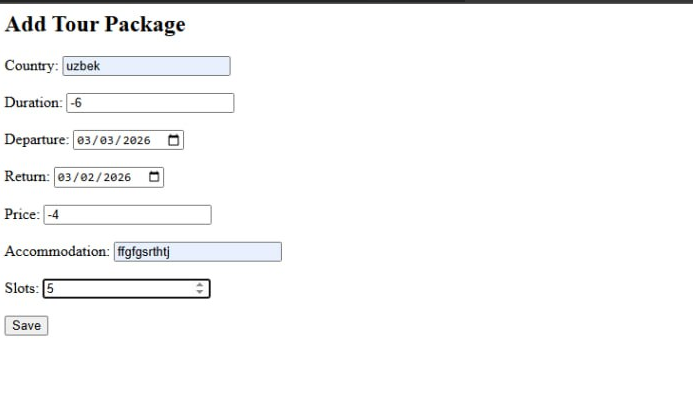 Add Tour Package
Country: uzbek
Duration: -6
Departure: 03/03/2026
Return: 03/02/2026
Price: -4
Accommodation: ffgfgsrthtj
Slots: 5
Save